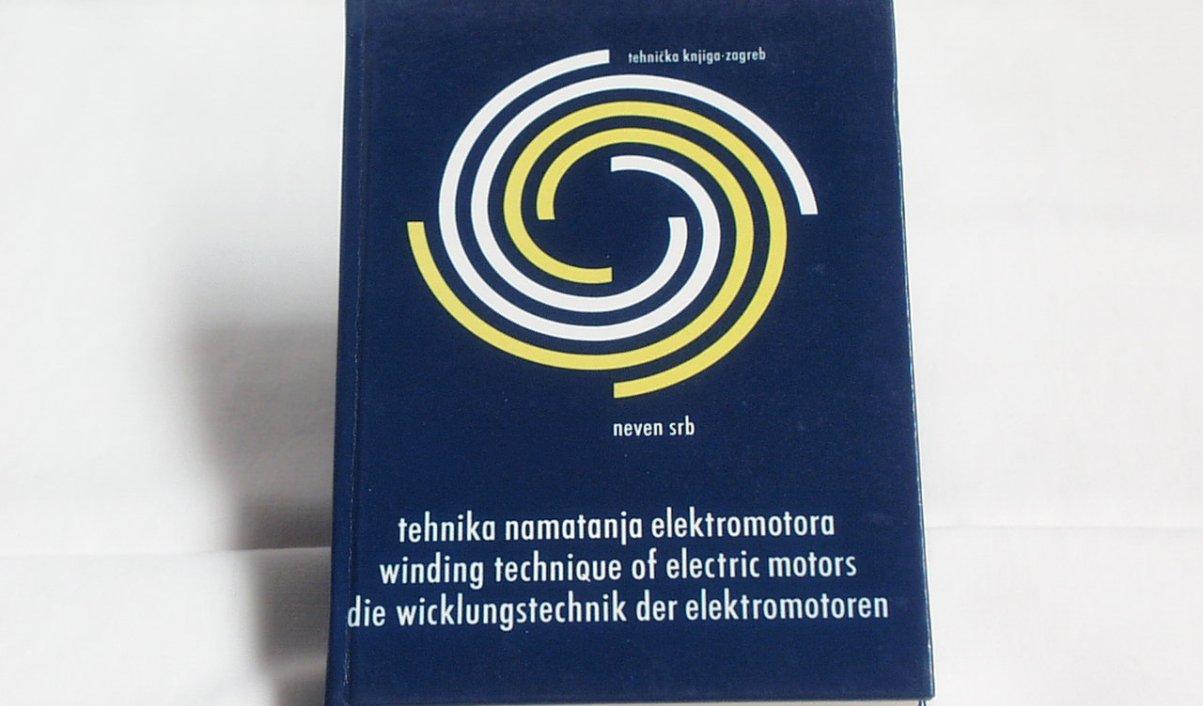 tehnička knjiga·zagreb
neven srb
tehnika namatanja elektromotora
winding technique of electric motors
die wicklungstechnik der elektromotoren